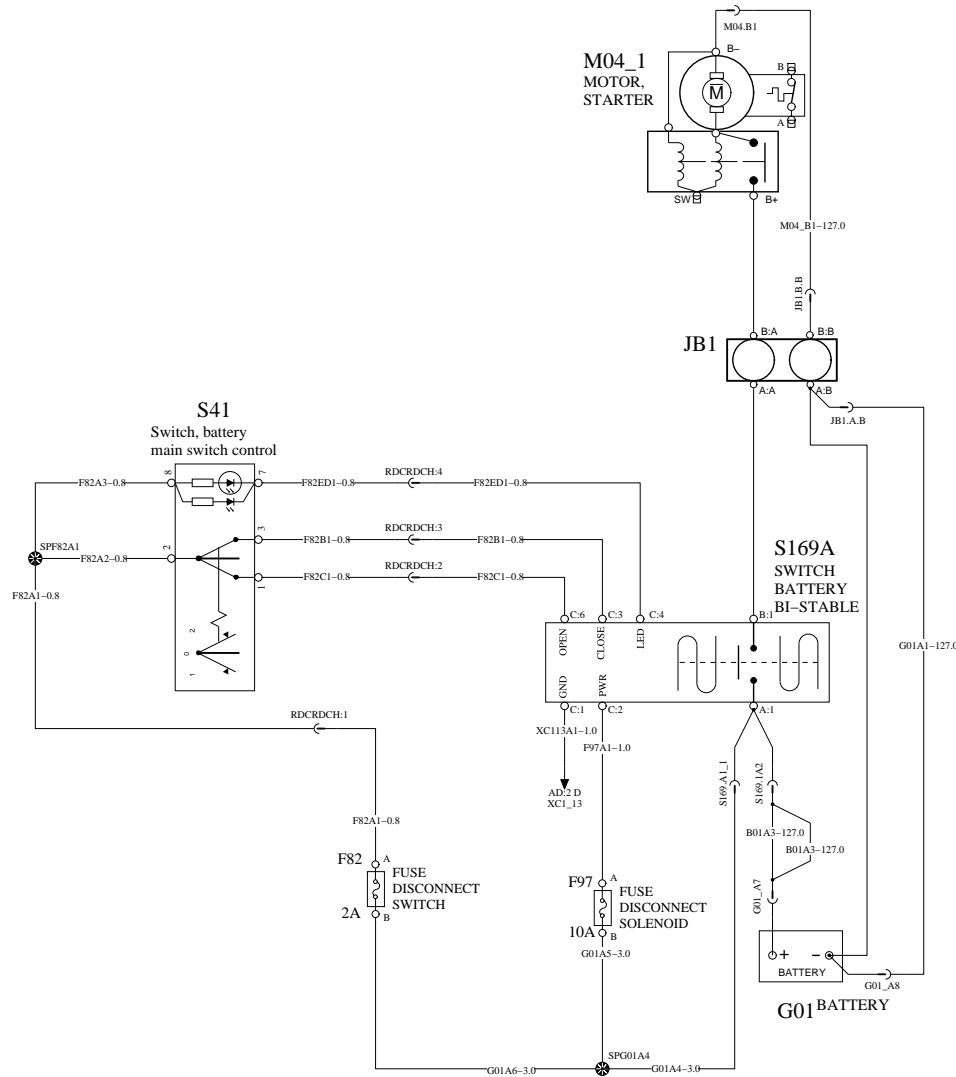 M04.B1
B–
M04_1
MOTOR,
STARTER
M
B
A
SW
B+
M04_B1–127.0
JB1.B.B
B:A
B:B
JB1
A:A
A:B
JB1.A.B
S41
Switch, battery
main switch control
F82A3–0.8
8
7
F82ED1–0.8
RDCRDCH:4
F82ED1–0.8
SPF82A1
F82A2–0.8
2
3
F82B1–0.8
RDCRDCH:3
F82B1–0.8
1
F82C1–0.8
RDCRDCH:2
F82C1–0.8
F82A1–0.8
S169A
SWITCH
BATTERY
BI–STABLE
C:6
C:3
C:4
B:1
OPEN
CLOSE
LED
2
0
1
G01A1–127.0
GND
PWR
C:1
C:2
A:1
RDCRDCH:1
XC113A1–1.0
F97A1–1.0
AD:2 D
XC1_13
S169.A1_1
S169.1A2
B01A3–127.0
B01A3–127.0
F82A1–0.8
F82
A
FUSE
DISCONNECT
SWITCH
2A
B
F97
A
FUSE
DISCONNECT
SOLENOID
10A
B
G01A5–3.0
G01_A7
+
–
BATTERY
G01_A8
G01
BATTERY
SPG01A4
G01A6–3.0
G01A4–3.0